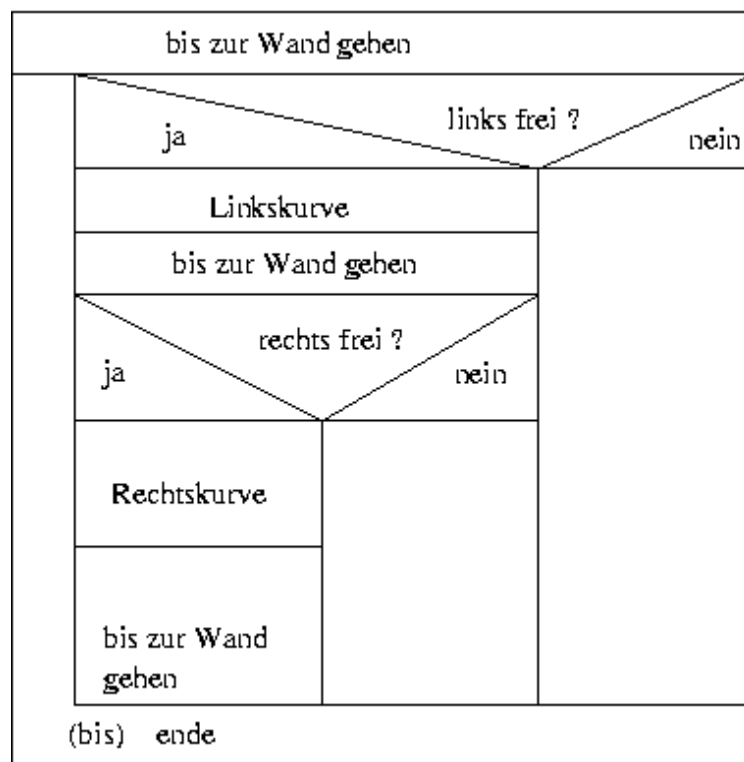 bis zur Wand gehen
links frei ?
ja
nein
Linkskurve
bis zur Wand gehen
rechts frei ?
ja
nein
Rechtskurve
bis zur Wand
gehen
(bis) ende